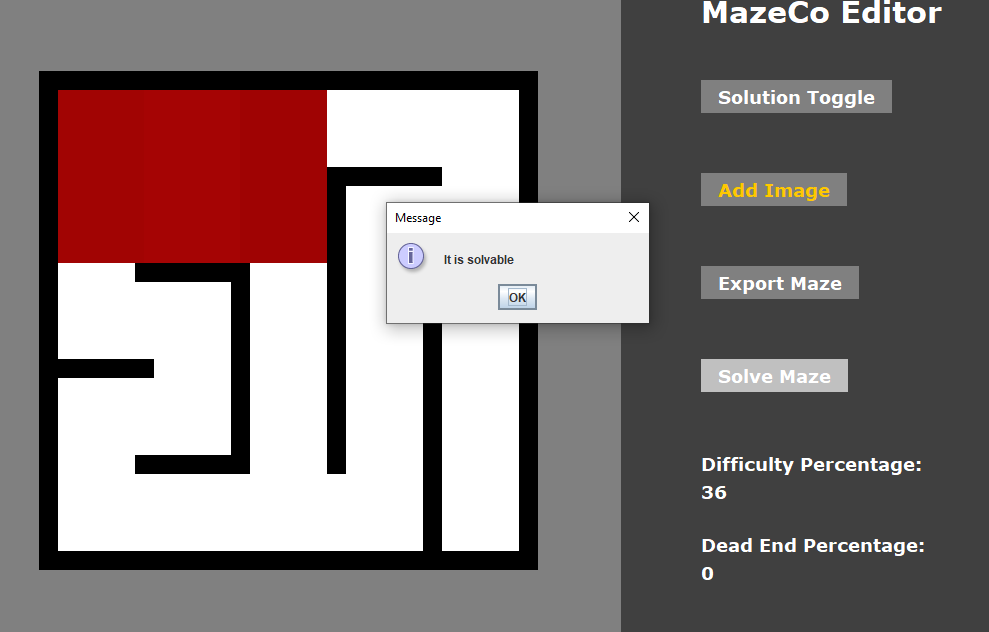 MazeCo Editor
Solution Toggle
Add Image
Message
It is solvable
OK
Export Maze
Solve Maze
Difficulty Percentage:
36
Dead End Percentage:
0